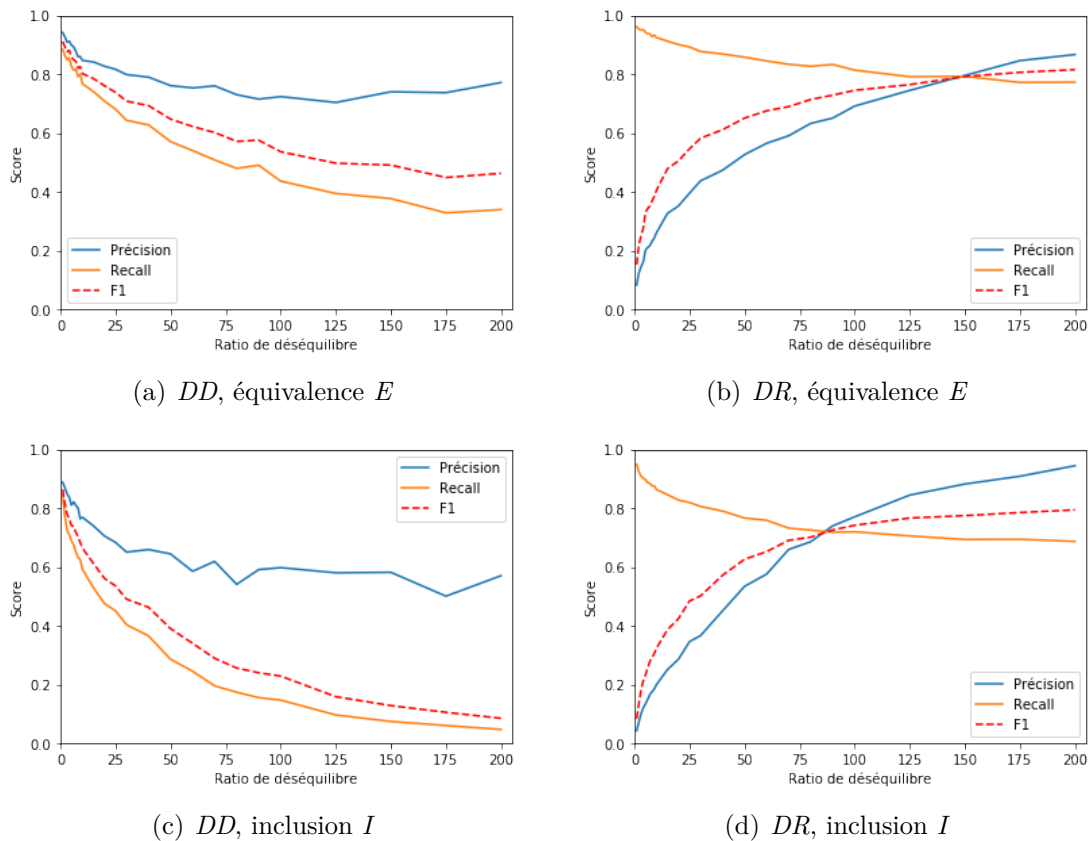 1.0
0.8
0.6
0.4
0.2
0.0
Score
Précision
Recall
F1
0 25 50 75 100 125 150 175 200
Ratio de déséquilibre
(a) DD, équivalence E
1.0
0.8
0.6
0.4
0.2
0.0
Score
Précision
Recall
F1
0 25 50 75 100 125 150 175 200
Ratio de déséquilibre
(b) DR, équivalence E
1.0
0.8
0.6
0.4
0.2
0.0
Score
Précision
Recall
F1
0 25 50 75 100 125 150 175 200
Ratio de déséquilibre
(c) DD, inclusion I
1.0
0.8
0.6
0.4
0.2
0.0
Score
Précision
Recall
F1
0 25 50 75 100 125 150 175 200
Ratio de déséquilibre
(d) DR, inclusion I